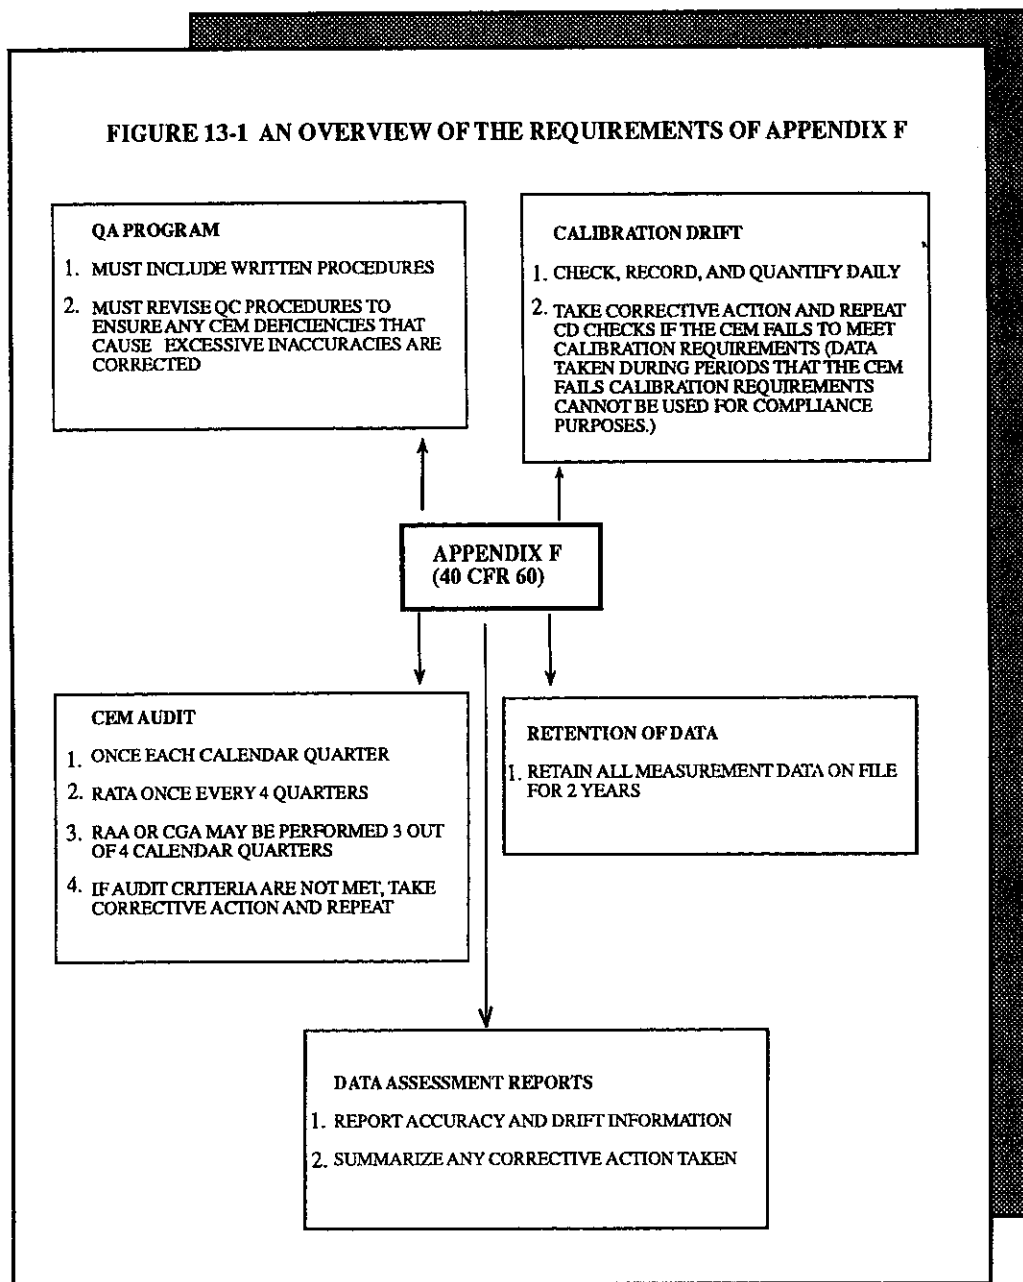 FIGURE 13-1 AN OVERVIEW OF THE REQUIREMENTS OF APPENDIX F
QA PROGRAM
1. MUST INCLUDE WRITTEN PROCEDURES
2. MUST REVISE QC PROCEDURES TO
ENSURE ANY CEM DEFICIENCIES THAT
CAUSE EXCESSIVE INACCURACIES ARE
CORRECTED
CALIBRATION DRIFT
1. CHECK, RECORD, AND QUANTIFY DAILY
2. TAKE CORRECTIVE ACTION AND REPEAT
CD CHECKS IF THE CEM FAILS TO MEET
CALIBRATION REQUIREMENTS (DATA
TAKEN DURING PERIODS THAT THE CEM
FAILS CALIBRATION REQUIREMENTS
CANNOT BE USED FOR COMPLIANCE
PURPOSES.)
APPENDIX F
(40 CFR 60)
CEM AUDIT
1. ONCE EACH CALENDAR QUARTER
2. RATA ONCE EVERY 4 QUARTERS
3. RAA OR CGA MAY BE PERFORMED 3 OUT
OF 4 CALENDAR QUARTERS
4. IF AUDIT CRITERIA ARE NOT MET, TAKE
CORRECTIVE ACTION AND REPEAT
RETENTION OF DATA
1. RETAIN ALL MEASUREMENT DATA ON FILE
FOR 2 YEARS
DATA ASSESSMENT REPORTS
1. REPORT ACCURACY AND DRIFT INFORMATION
2. SUMMARIZE ANY CORRECTIVE ACTION TAKEN